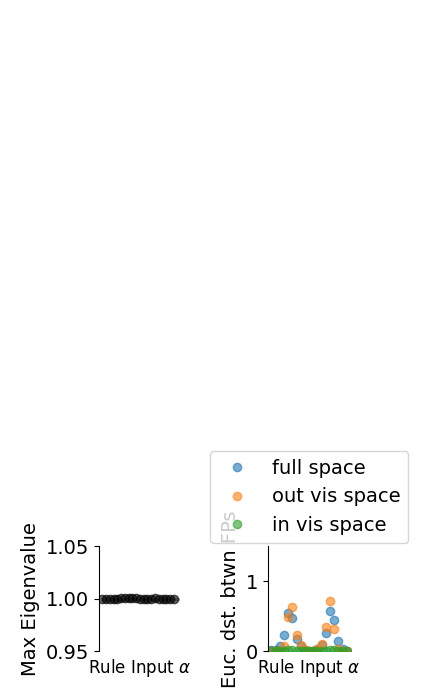 full space
out vis space
in vis space
Max Eigenvalue
1.05
1.00
0.95
Rule Input α
Euc. dst. btwn FPs
1
0
Rule Input α